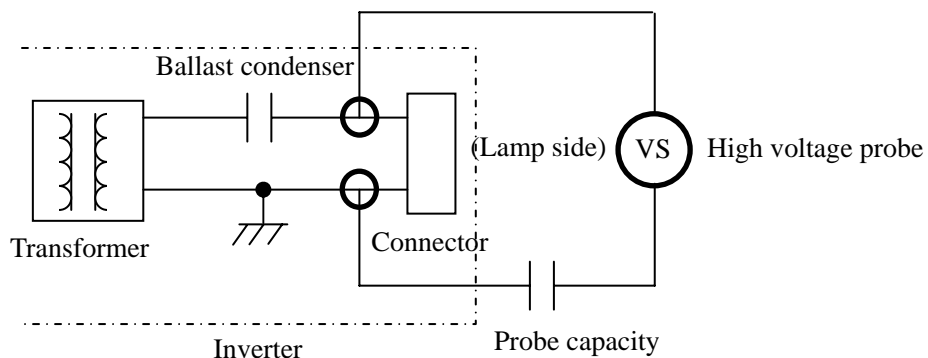 Ballast condenser
(Lamp side)
VS
High voltage probe
Transformer
Connector
Probe capacity
Inverter